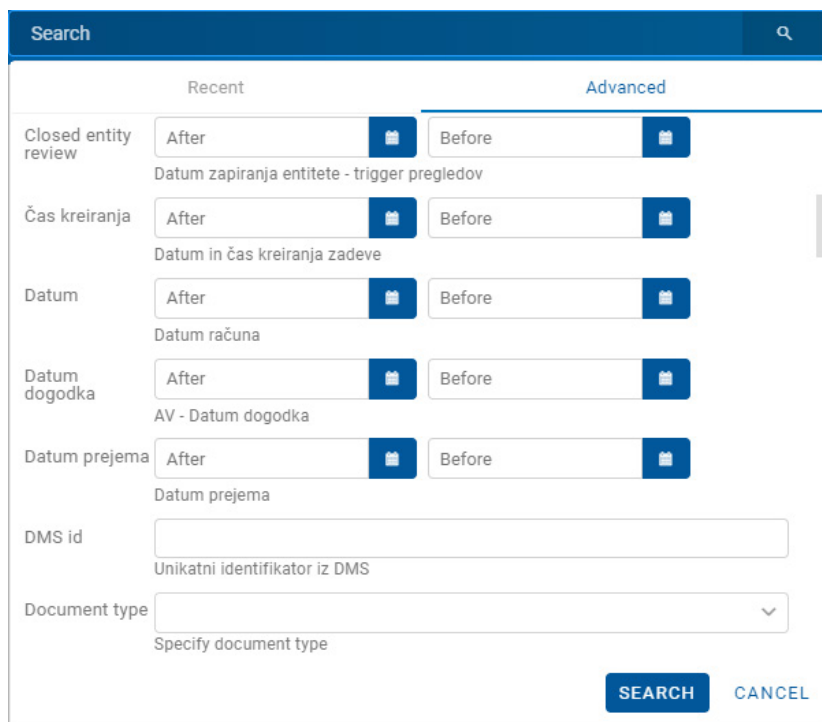 Search
Recent Advanced
Closed entity
review
After Before
Datum zapiranja entitete - trigger pregledov
Čas kreiranja After Before
Datum in čas kreiranja zadeve
Datum After Before
Datum računa
Datum
dogodka
After Before
AV - Datum dogodka
Datum prejema After Before
Datum prejema
DMS id
Unikatni identifikator iz DMS
Document type
Specify document type
SEARCH CANCEL